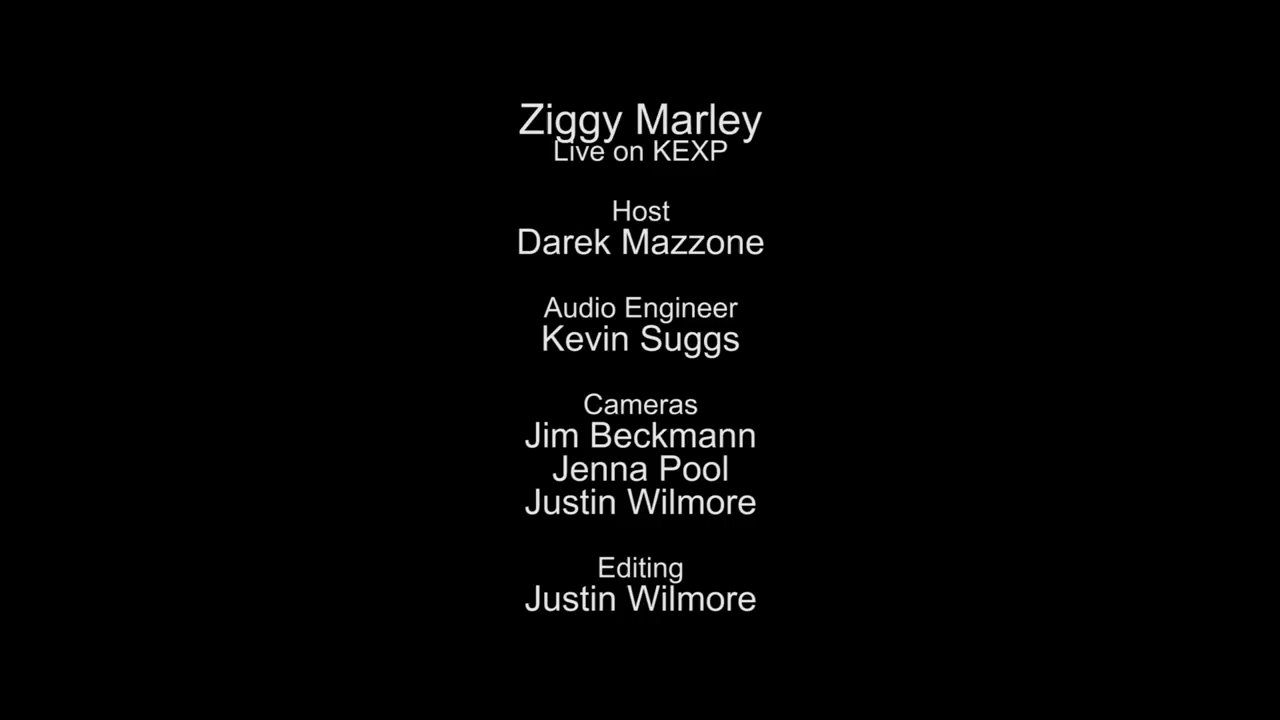 Ziggy Marley
Live on KEXP
Host
Darek Mazzone
Audio Engineer
Kevin Suggs
Cameras
Jim Beckmann
Jenna Pool
Justin Wilmore
Editing
Justin Wilmore